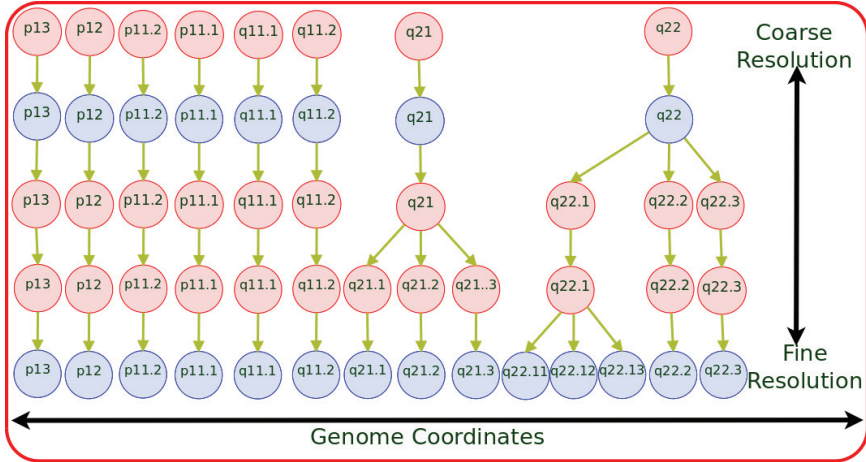 p13 p12 p11.2 p11.1 q11.1 q11.2 q21 q22
Coarse
Resolution
p13 p12 p11.2 p11.1 q11.1 q11.2 q21 q22
p13 p12 p11.2 p11.1 q11.1 q11.2 q21 q22.1 q22.2 q22.3
p13 p12 p11.2 p11.1 q11.1 q11.2 q21.1 q21.2 q21..3 q22.1 q22.2 q22.3
Fine
Resolution
p13 p12 p11.2 p11.1 q11.1 q11.2 q21.1 q21.2 q21.3 q22.11 q22.12 q22.13 q22.2 q22.3
Genome Coordinates